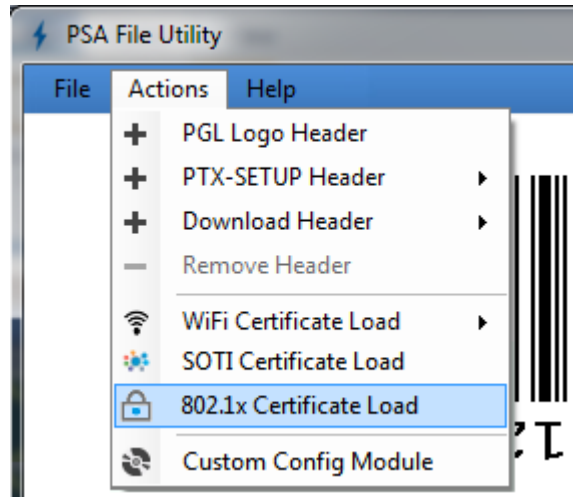 PSA File Utility
File Actions Help
PGL Logo Header
PTX-SETUP Header
Download Header
Remove Header
WiFi Certificate Load
SOTI Certificate Load
802.1x Certificate Load
Custom Config Module